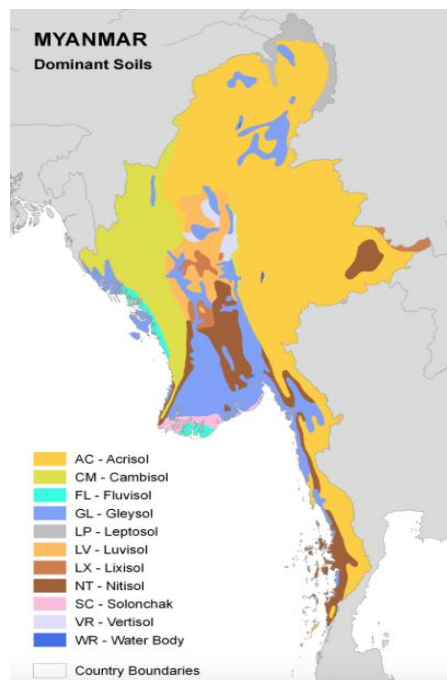 MYANMAR
Dominant Soils
AC - Acrisol
CM - Cambisol
FL - Fluvisol
GL - Gleysol
LP - Leptosol
LV - Luvisol
LX - Lixisol
NT - Nitisol
SC - Solonchak
VR - Vertisol
WR - Water Body
Country Boundaries